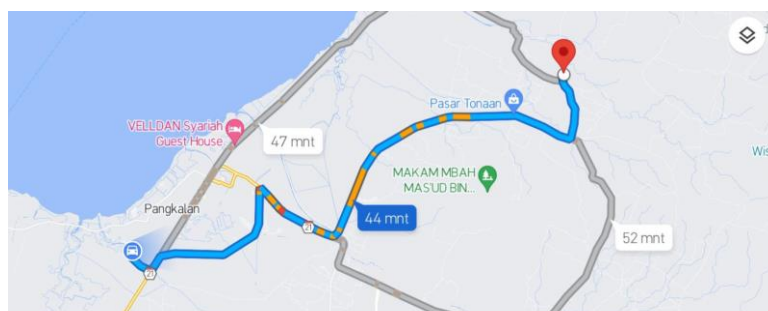 Pasar Tonaan
VELLDAN Syariah
Guest House
47 mnt
MAKAM MBAH
MAS'UD BIN...
Wis
Pangkalan
44 mnt
21
52 mnt